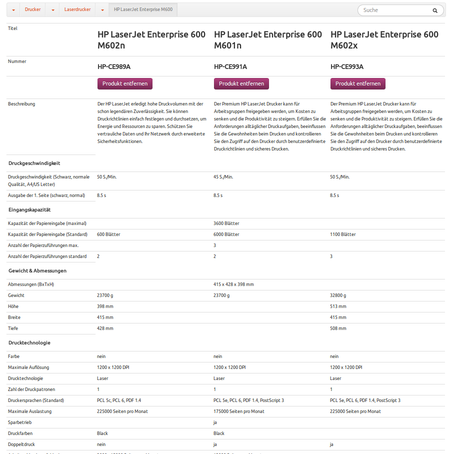 Drucker Laserdrucker HP LaserJet Enterprise M600 Suche
Titel HP LaserJet Enterprise 600 HP LaserJet Enterprise 600 HP LaserJet Enterprise 600
M602n M601n M602x
Nummer HP-CE989A HP-CE991A HP-CE993A
Produkt entfernen Produkt entfernen Produkt entfernen
Beschreibung Der HP LaserJet erledigt hohe Druckvolumen mit der Der Premium HP LaserJet Drucker kann für Der Premium HP LaserJet Drucker kann für
schon legendären Zuverlässigkeit. Sie können Arbeitsgruppen freigegeben werden, um Kosten zu Arbeitsgruppen freigegeben werden, um Kosten zu
Druckrichtlinien einfach festlegen und durchsetzen, um senken und die Produktivität zu steigern. Erfüllen Sie die senken und die Produktivität zu steigern. Erfüllen Sie die
Energie und Ressourcen zu sparen. Schützen Sie Anforderungen alltäglicher Druckaufgaben, beeinflussen Anforderungen alltäglicher Druckaufgaben, beeinflussen
vertrauliche Daten und Ihr Netzwerk durch erweiterte Sie die Gewohnheiten beim Drucken und kontrollieren Sie die Gewohnheiten beim Drucken und kontrollieren
Sicherheitsfunktionen. Sie den Zugriff auf den Drucker durch benutzerdefinierte Sie den Zugriff auf den Drucker durch benutzerdefinierte
Druckrichtlinien und sicheres Drucken. Druckrichtlinien und sicheres Drucken.
Druckgeschwindigkeit
Druckgeschwindigkeit (Schwarz, normale 50 S./Min. 45 S./Min. 50 S./Min.
Qualität, A4/US Letter)
Ausgabe der 1. Seite (schwarz, normal) 8.5 s 8.5 s 8.5 s
Eingangskapazität
Kapazität der Papiereingabe (maximal) 3600 Blätter
Kapazität der Papiereingabe (Standard) 600 Blätter 6000 Blätter 1100 Blätter
Anzahl der Papierzuführungen max. 3
Anzahl der Papierzuführungen standard 2 2 3
Gewicht & Abmessungen
Abmessungen (BxTxH) 415 x 428 x 398 mm
Gewicht 23700 g 23700 g 32800 g
Höhe 398 mm 513 mm
Breite 415 mm 415 mm
Tiefe 428 mm 508 mm
Drucktechnologie
Farbe nein nein nein
Maximale Auflösung 1200 x 1200 DPI 1200 x 1200 DPI 1200 x 1200 DPI
Drucktechnologie Laser Laser Laser
Zahl der Druckpatronen 1 1 1
Druckersprachen (Standard) PCL 5c, PCL 6, PDF 1.4 PCL 5e, PCL 6, PDF 1.4, PostScript 3 PCL 5e, PCL 6, PDF 1.4, PostScript 3
Maximale Auslastung 225000 Seiten pro Monat 175000 Seiten pro Monat 225000 Seiten pro Monat
Sparbetrieb ja
Druckfarben Black Black Black
Doppeldruck nein ja ja